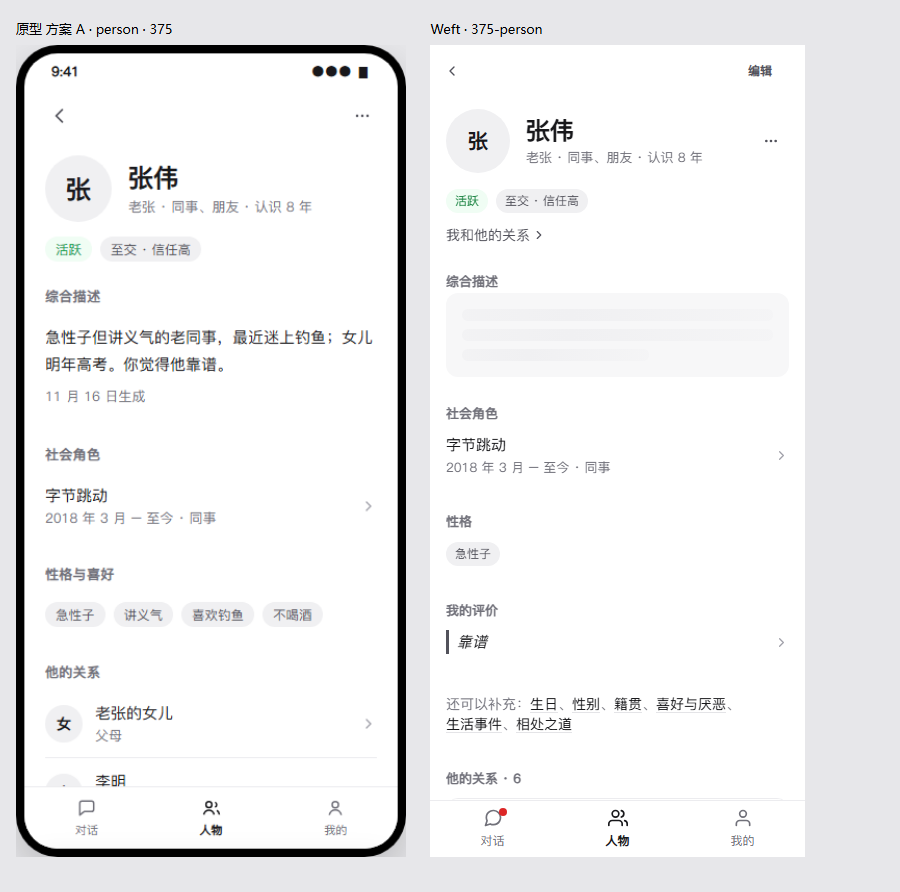 原型 方案 A · person · 375
9:41
张
张伟
老张 · 同事、朋友 · 认识 8 年
活跃
至交 · 信任高
综合描述
急性子但讲义气的老同事，最近迷上钓鱼；女儿
明年高考。你觉得他靠谱。
11 月 16 日生成
社会角色
字节跳动
2018 年 3 月 — 至今 · 同事
性格与喜好
急性子
讲义气
喜欢钓鱼
不喝酒
他的关系
女
老张的女儿
父母
李明
对话
人物
我的
Weft · 375-person
编辑
张
张伟
老张 · 同事、朋友 · 认识 8 年
活跃
至交 · 信任高
我和他的关系
综合描述
社会角色
字节跳动
2018 年 3 月 — 至今 · 同事
性格
急性子
我的评价
靠谱
还可以补充：生日、性别、籍贯、喜好与厌恶、
生活事件、相处之道
他的关系 · 6
对话
人物
我的